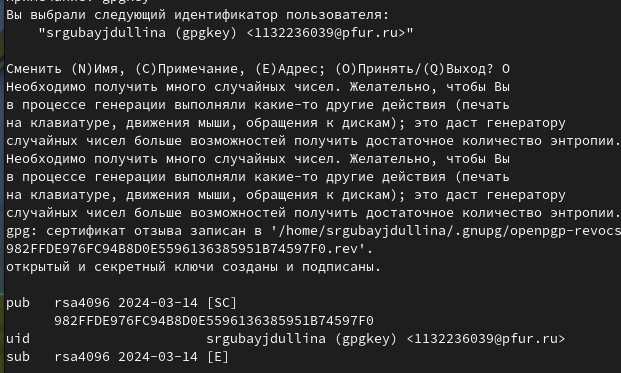 Вы выбрали следующий идентификатор пользователя:
"srgubayjdullina (gpgkey) <1132236039@pfur.ru>"
Сменить (N)Имя, (C)Примечание, (E)Адрес; (O)Принять/(Q)Выход? O
Необходимо получить много случайных чисел. Желательно, чтобы Вы
в процессе генерации выполняли какие-то другие действия (печать
на клавиатуре, движения мыши, обращения к дискам); это даст генератору
случайных чисел больше возможностей получить достаточное количество энтропии.
Необходимо получить много случайных чисел. Желательно, чтобы Вы
в процессе генерации выполняли какие-то другие действия (печать
на клавиатуре, движения мыши, обращения к дискам); это даст генератору
случайных чисел больше возможностей получить достаточное количество энтропии.
gpg: сертификат отзыва записан в '/home/srgubayjdullina/.gnupg/openpgp-revocs
982FFDE976FC94B8D0E5596136385951B74597F0.rev'.
открытый и секретный ключи созданы и подписаны.
pub rsa4096 2024-03-14 [SC]
982FFDE976FC94B8D0E5596136385951B74597F0
uid srgubayjdullina (gpgkey) <1132236039@pfur.ru>
sub rsa4096 2024-03-14 [E]